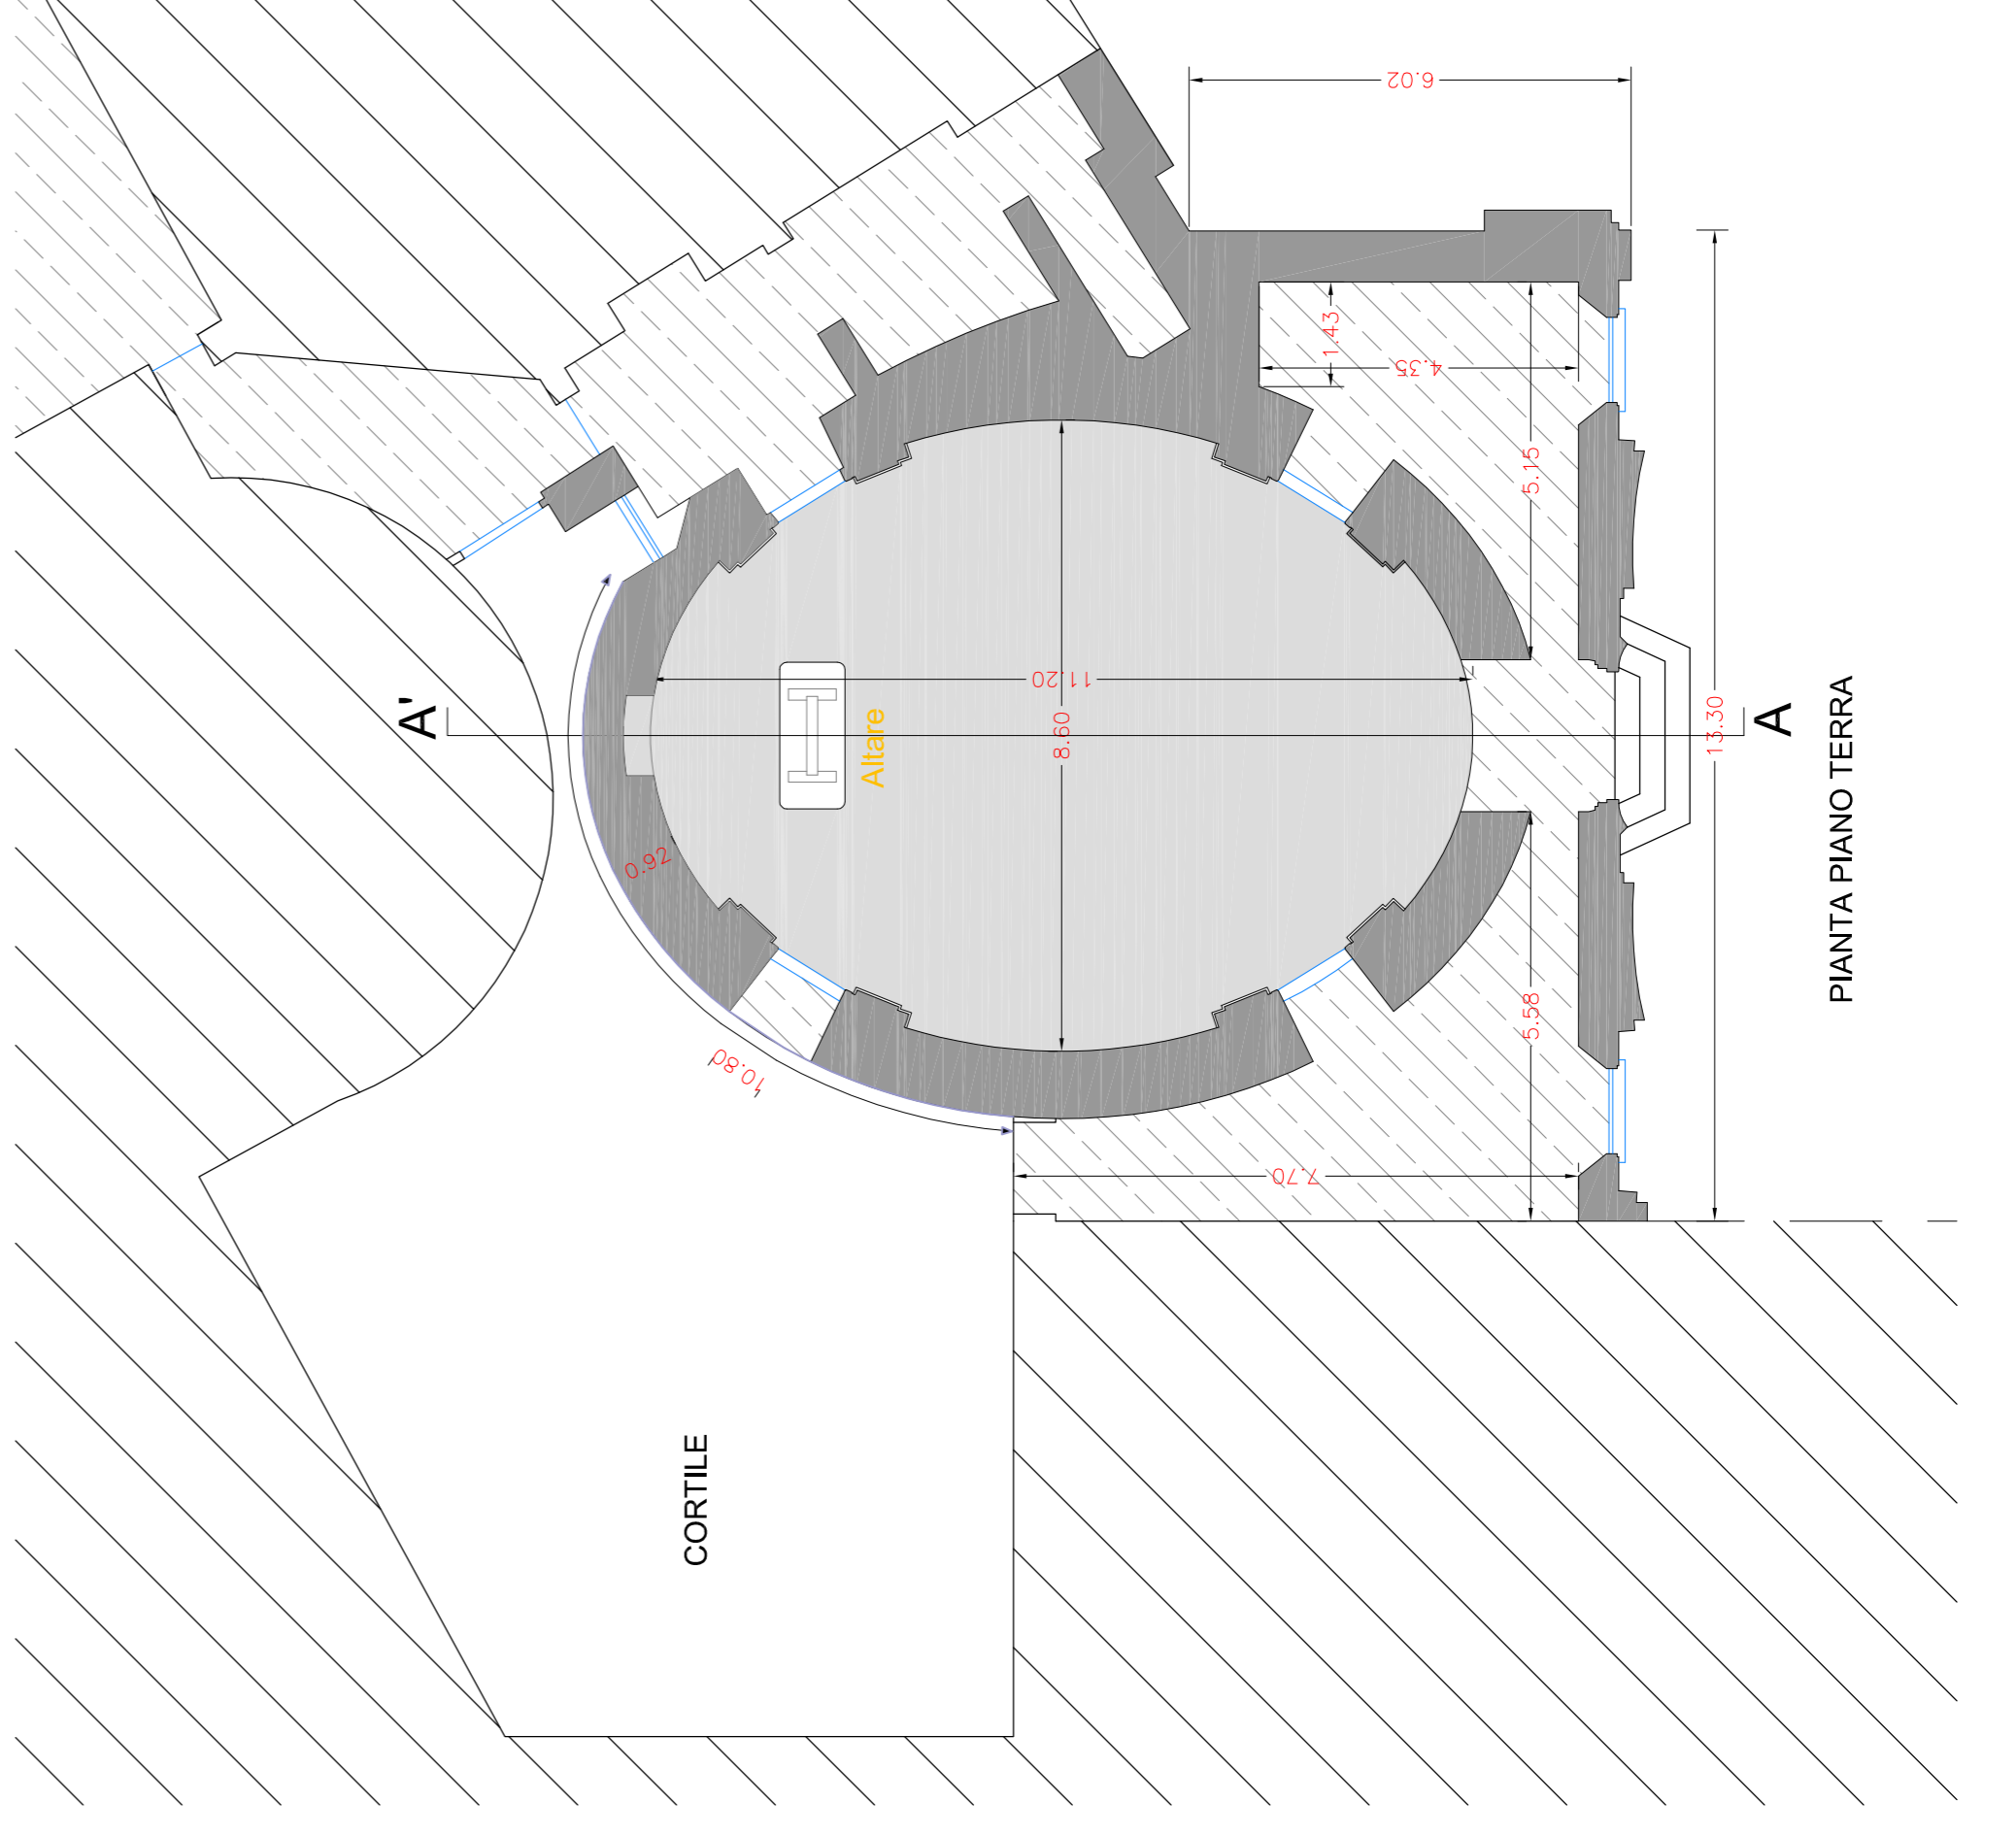 6.02
1.43
4.35
5.15
A'
11.20
Altare
8.60
13.30
A
PIANTA PIANO TERRA
0.92
10.80
5.58
7.70
CORTILE